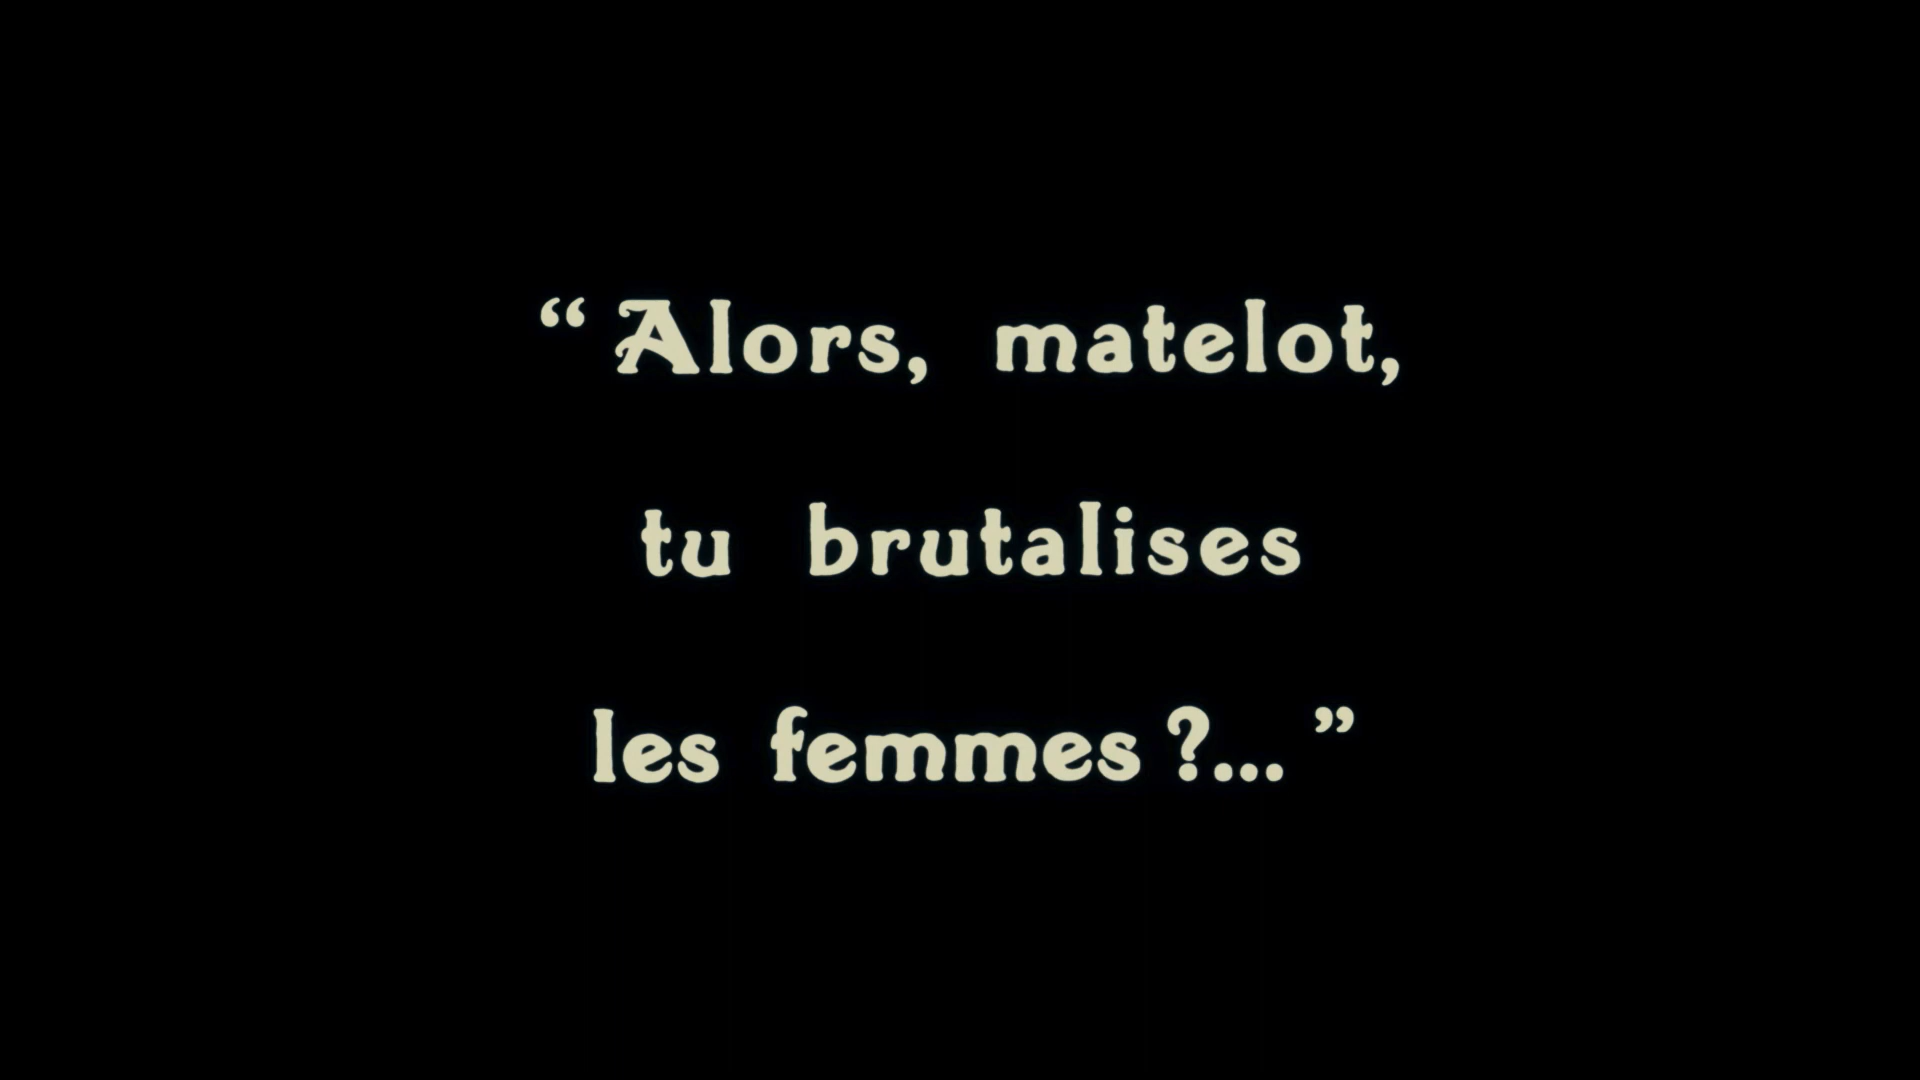 “ Alors, matelot,
tu brutalises
les femmes ?... ”